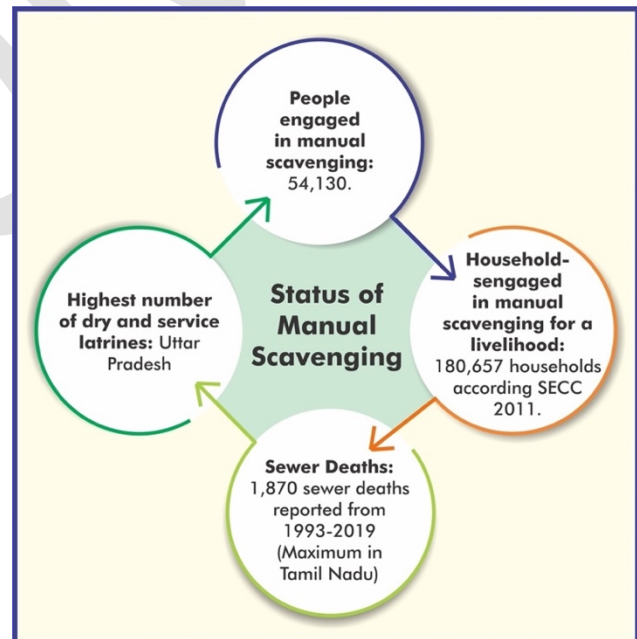 People
engaged
in manual
scavenging:
54,130.
Household-
sengaged
in manual
scavenging for a
livelihood:
180,657 households
according SECC
2011.
Sewer Deaths:
1,870 sewer deaths
reported from
1993-2019
(Maximum in
Tamil Nadu)
Highest number
of dry and service
latrines: Uttar
Pradesh
Status of
Manual
Scavenging